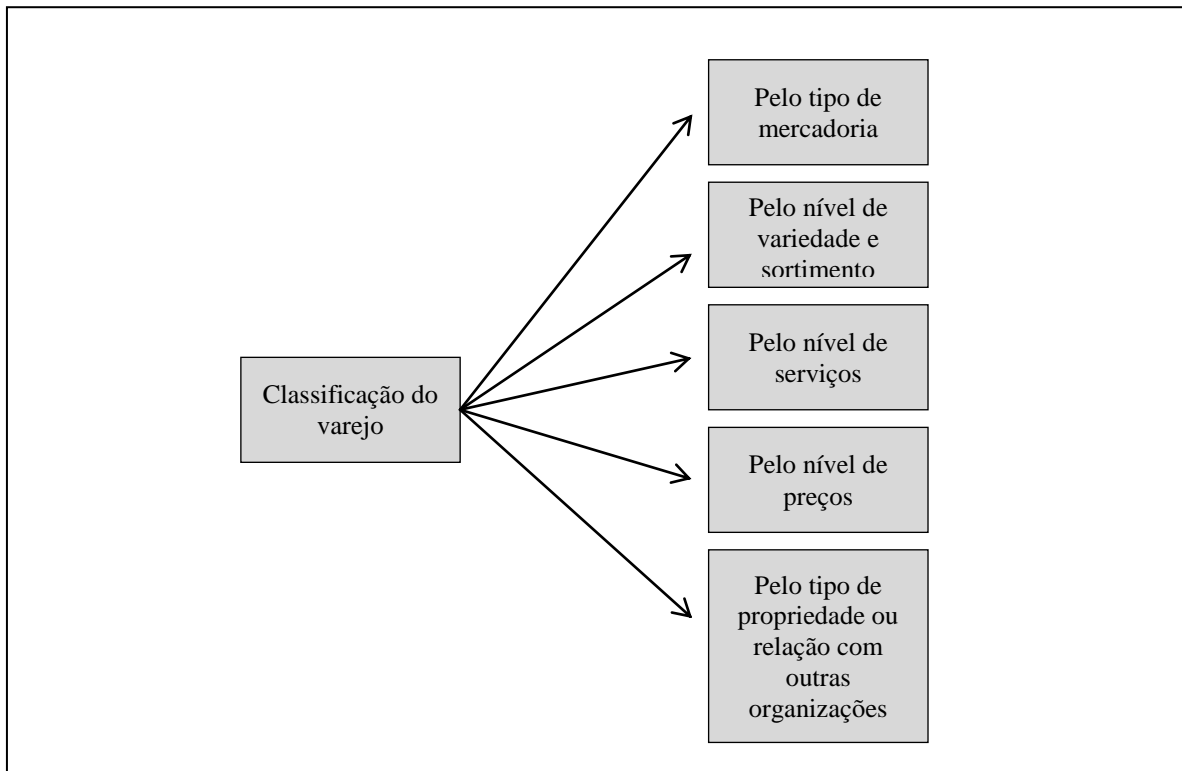 Pelo tipo de
mercadoria
Pelo nível de
variedade e
sortimento
Pelo nível de
serviços
Classificação do
varejo
Pelo nível de
preços
Pelo tipo de
propriedade ou
relação com
outras
organizações